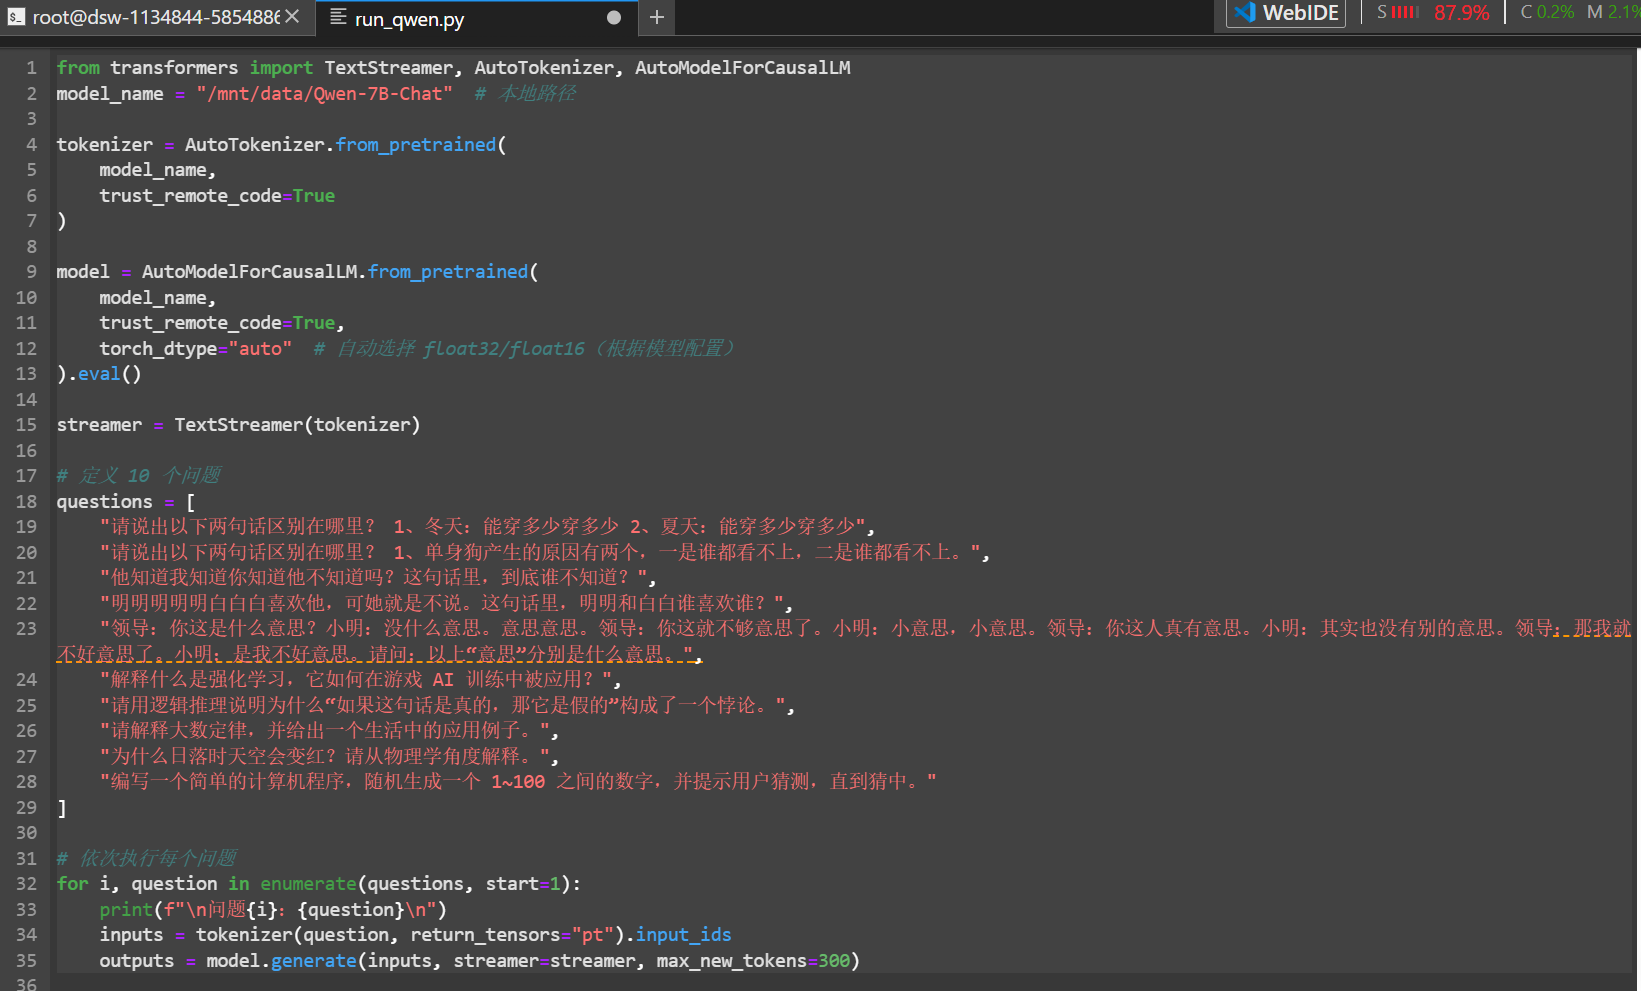 root@dsw-1134844-5854886
run_qwen.py
WebIDE
S 87.9%
C 0.2% M 2.1%
1 from transformers import TextStreamer, AutoTokenizer, AutoModelForCausalLM
2 model_name = "/mnt/data/Qwen-7B-Chat"  # 本地路径
3
4 tokenizer = AutoTokenizer.from_pretrained(
5     model_name,
6     trust_remote_code=True
7 )
8
9 model = AutoModelForCausalLM.from_pretrained(
10     model_name,
11     trust_remote_code=True,
12     torch_dtype="auto"  # 自动选择 float32/float16（根据模型配置）
13 ).eval()
14
15 streamer = TextStreamer(tokenizer)
16
17 # 定义 10 个问题
18 questions = [
19     "请说出以下两句话区别在哪里？ 1、冬天：能穿多少穿多少 2、夏天：能穿多少穿多少",
20     "请说出以下两句话区别在哪里？ 1、单身狗产生的原因有两个，一是谁都看不上，二是谁都看不上。",
21     "他知道我知道你知道他不知道吗？这句话里，到底谁不知道？",
22     "明明明明明白白白喜欢他，可她就是不说。这句话里，明明和白白谁喜欢谁？",
23     "领导：你这是什么意思？小明：没什么意思。意思意思。领导：你这就不够意思了。小明：小意思，小意思。领导：你这人真有意思。小明：其实也没有别的意思。领导：那我就
不好意思了。小明：是我不好意思。请问：以上“意思”分别是什么意思。",
24     "解释什么是强化学习，它如何在游戏 AI 训练中被应用？",
25     "请用逻辑推理说明为什么“如果这句话是真的，那它是假的”构成了一个悖论。",
26     "请解释大数定律，并给出一个生活中的应用例子。",
27     "为什么日落时天空会变红？请从物理学角度解释。",
28     "编写一个简单的计算机程序，随机生成一个 1~100 之间的数字，并提示用户猜测，直到猜中。"
29 ]
30
31 # 依次执行每个问题
32 for i, question in enumerate(questions, start=1):
33     print(f"\n问题{i}：{question}\n")
34     inputs = tokenizer(question, return_tensors="pt").input_ids
35     outputs = model.generate(inputs, streamer=streamer, max_new_tokens=300)
36